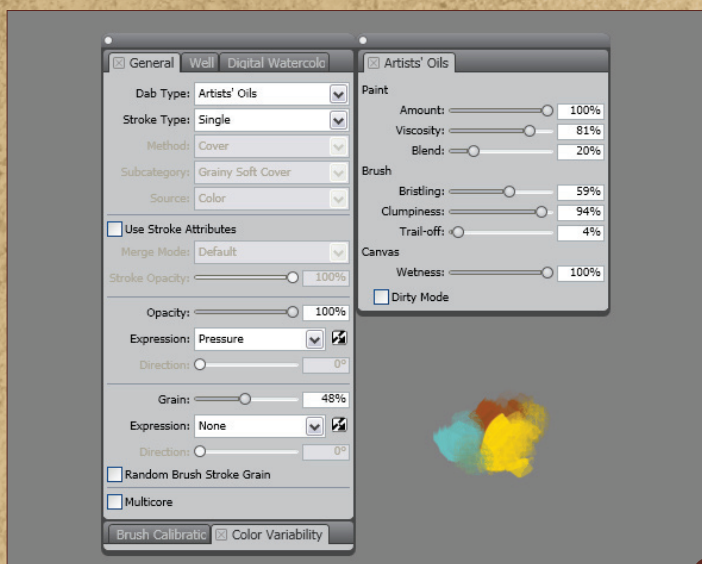 General Well Digital Watercolo
Dab Type: Artists' Oils
Stroke Type: Single
Method: Cover
Subcategory: Grainy Soft Cover
Source: Color
Use Stroke Attributes
Merge Mode: Default
Stroke Opacity: 100%
Opacity: 100%
Expression: Pressure
Direction: 0°
Grain: 48%
Expression: None
Direction: 0°
Random Brush Stroke Grain
Multicore
Brush Calibratic Color Variability
Artists' Oils
Paint
Amount: 100%
Viscosity: 81%
Blend: 20%
Brush
Bristling: 59%
Clumpiness: 94%
Trail-off: 4%
Canvas
Wetness: 100%
Dirty Mode